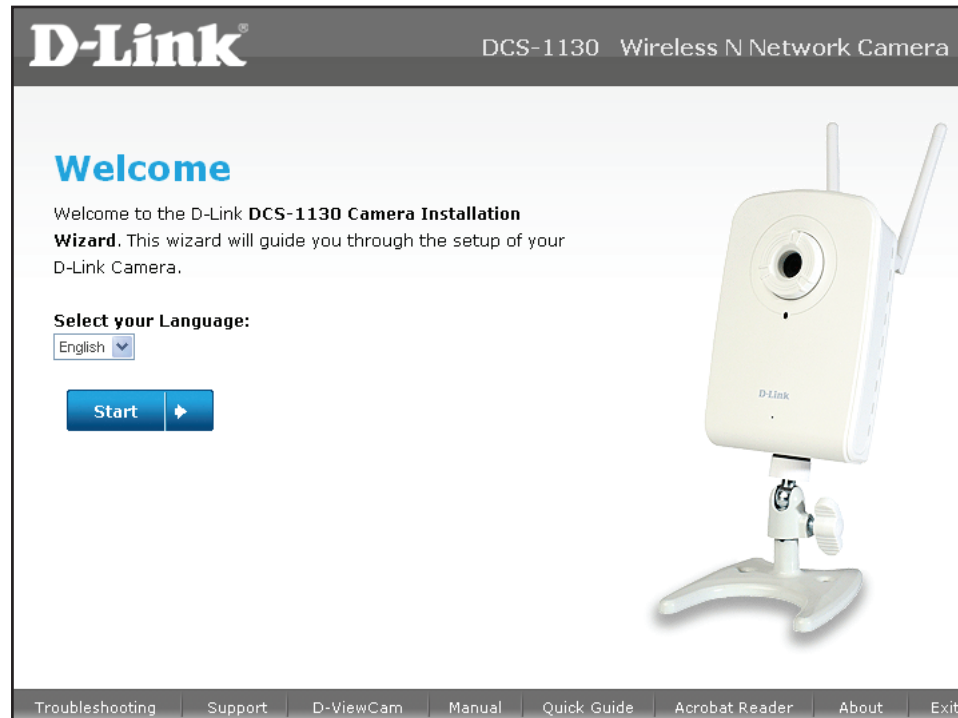 D-Link®
DCS-1130 Wireless N Network Camera
Welcome
Welcome to the D-Link DCS-1130 Camera Installation
Wizard. This wizard will guide you through the setup of your
D-Link Camera.
Select your Language:
English
Start
D-Link
Troubleshooting Support D-ViewCam Manual Quick Guide Acrobat Reader About Exit